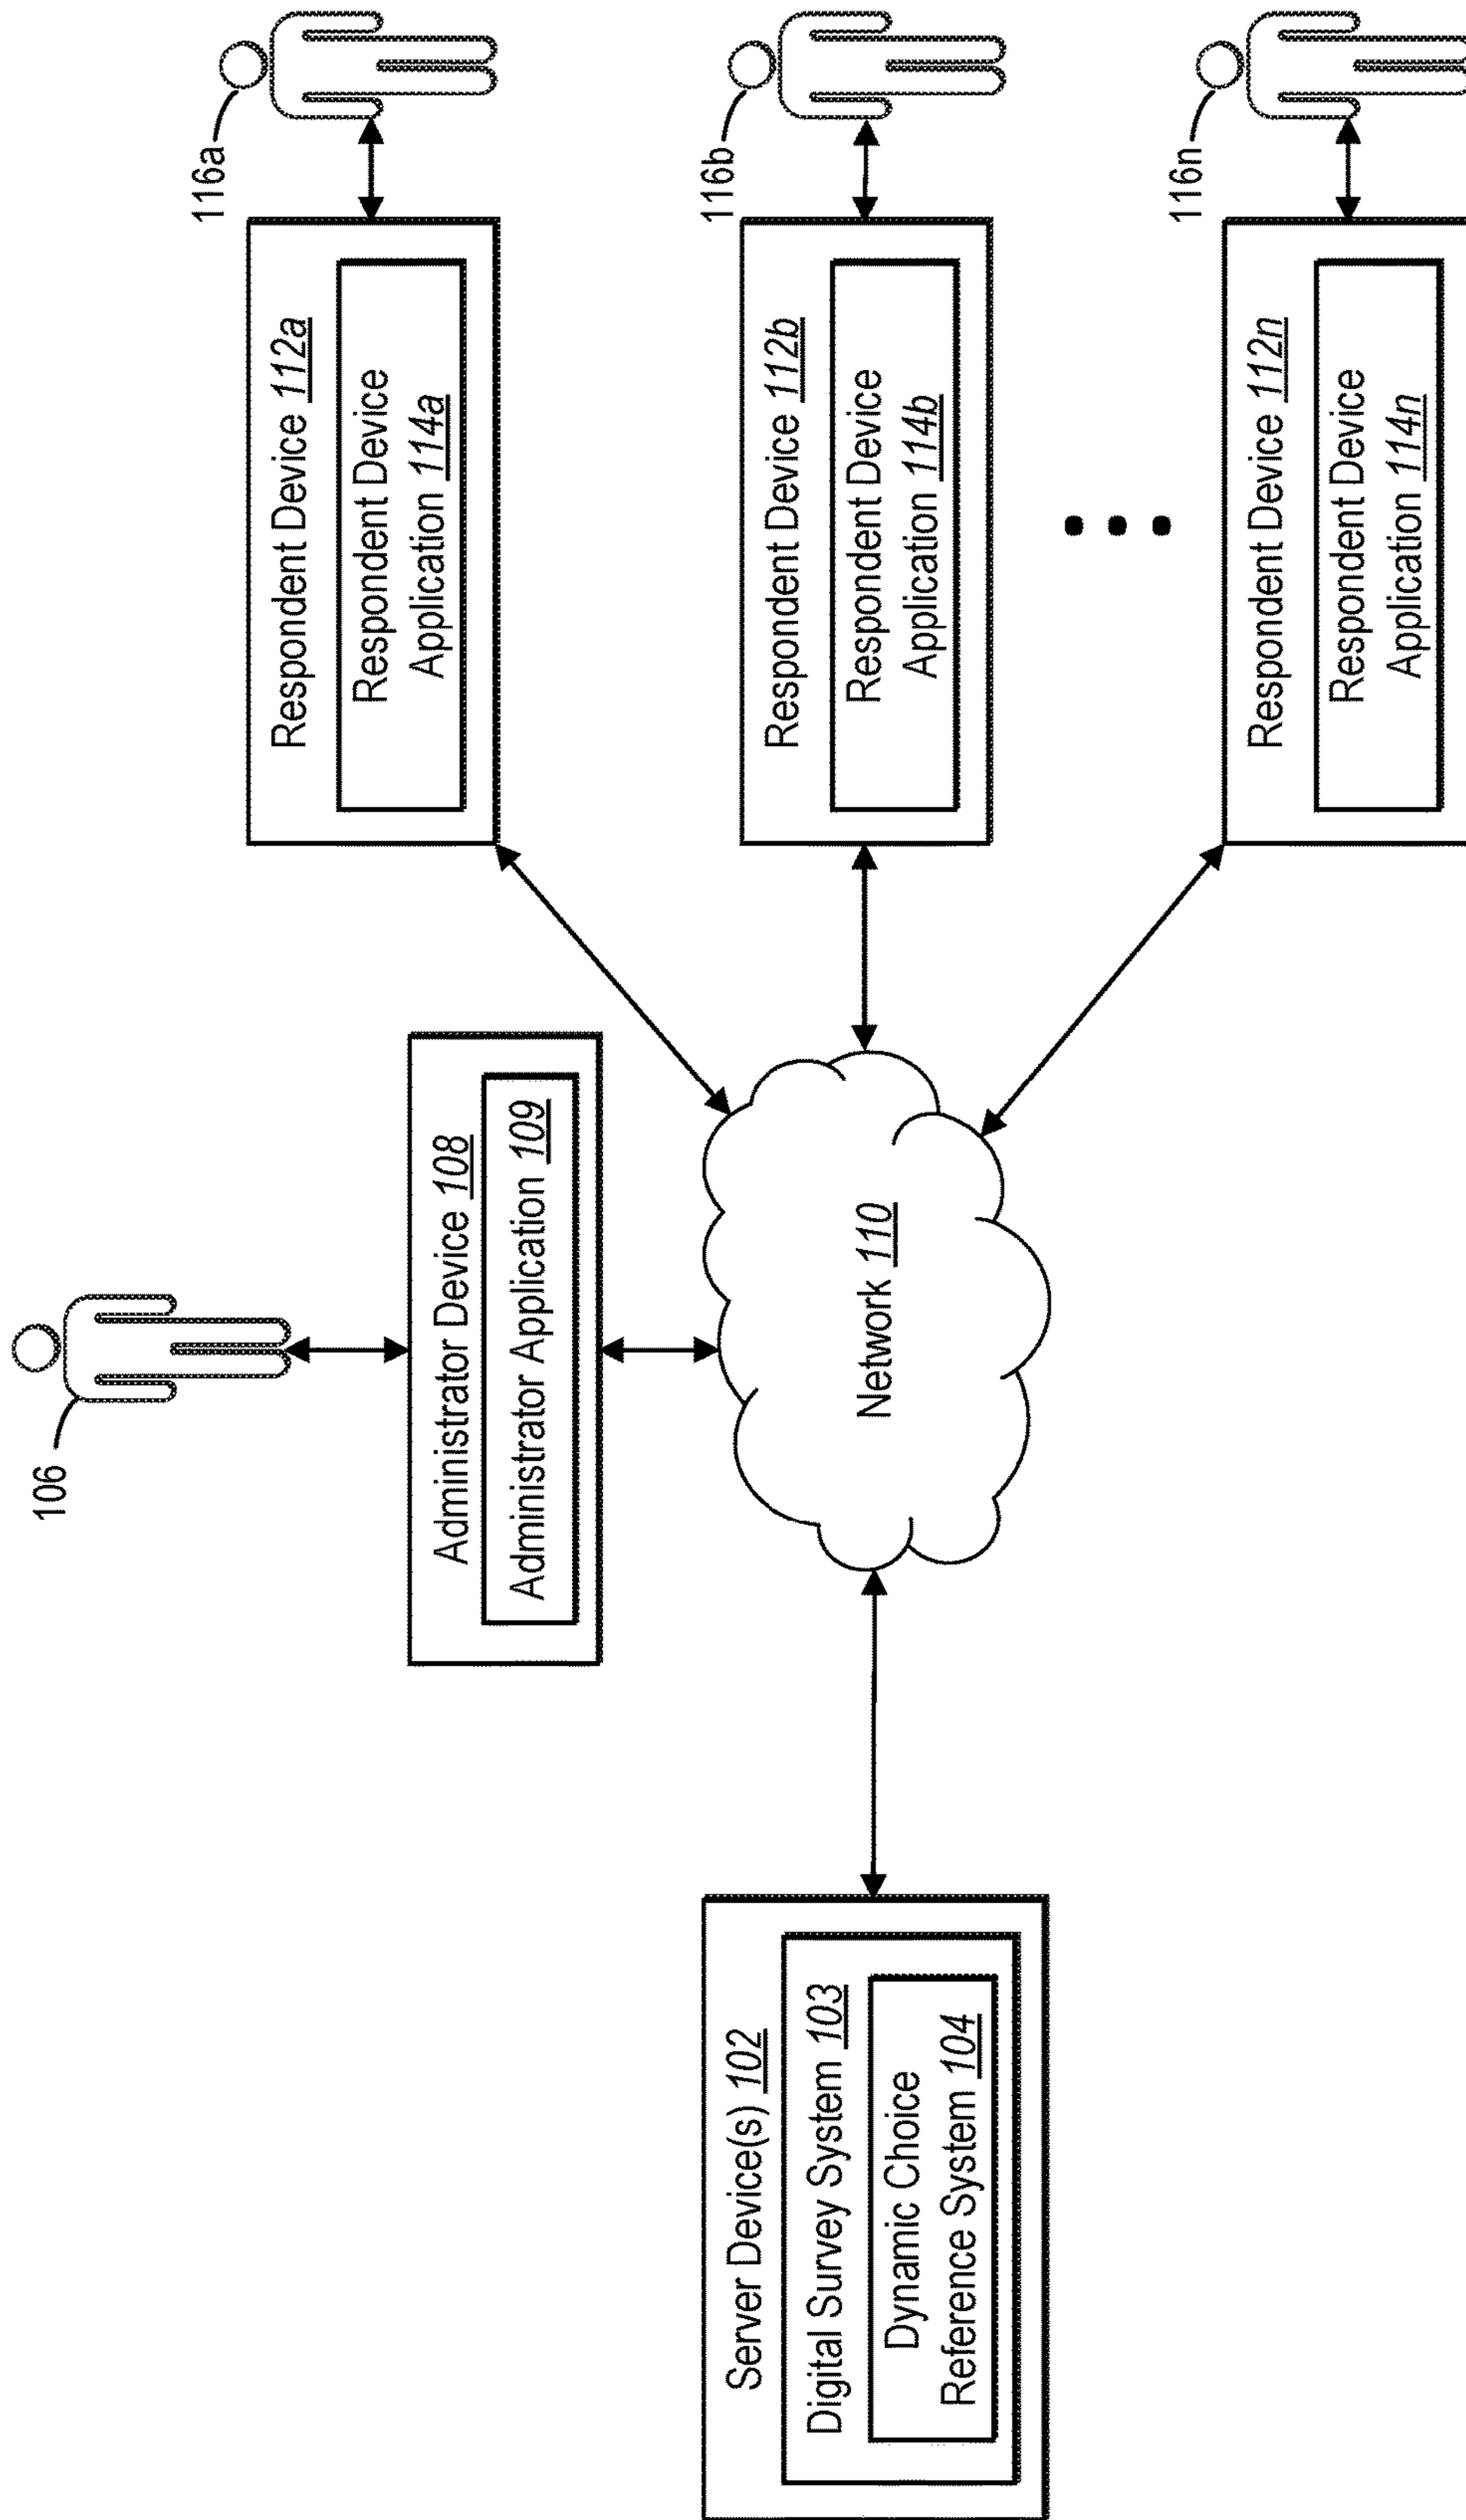 106
Administrator Device 108
Administrator Application 109
Server Device(s) 102
Digital Survey System 103
Dynamic Choice
Reference System 104
Network 110
Respondent Device 112a
Respondent Device
Application 114a
116a
Respondent Device 112b
Respondent Device
Application 114b
116b
Respondent Device 112n
Respondent Device
Application 114n
116n